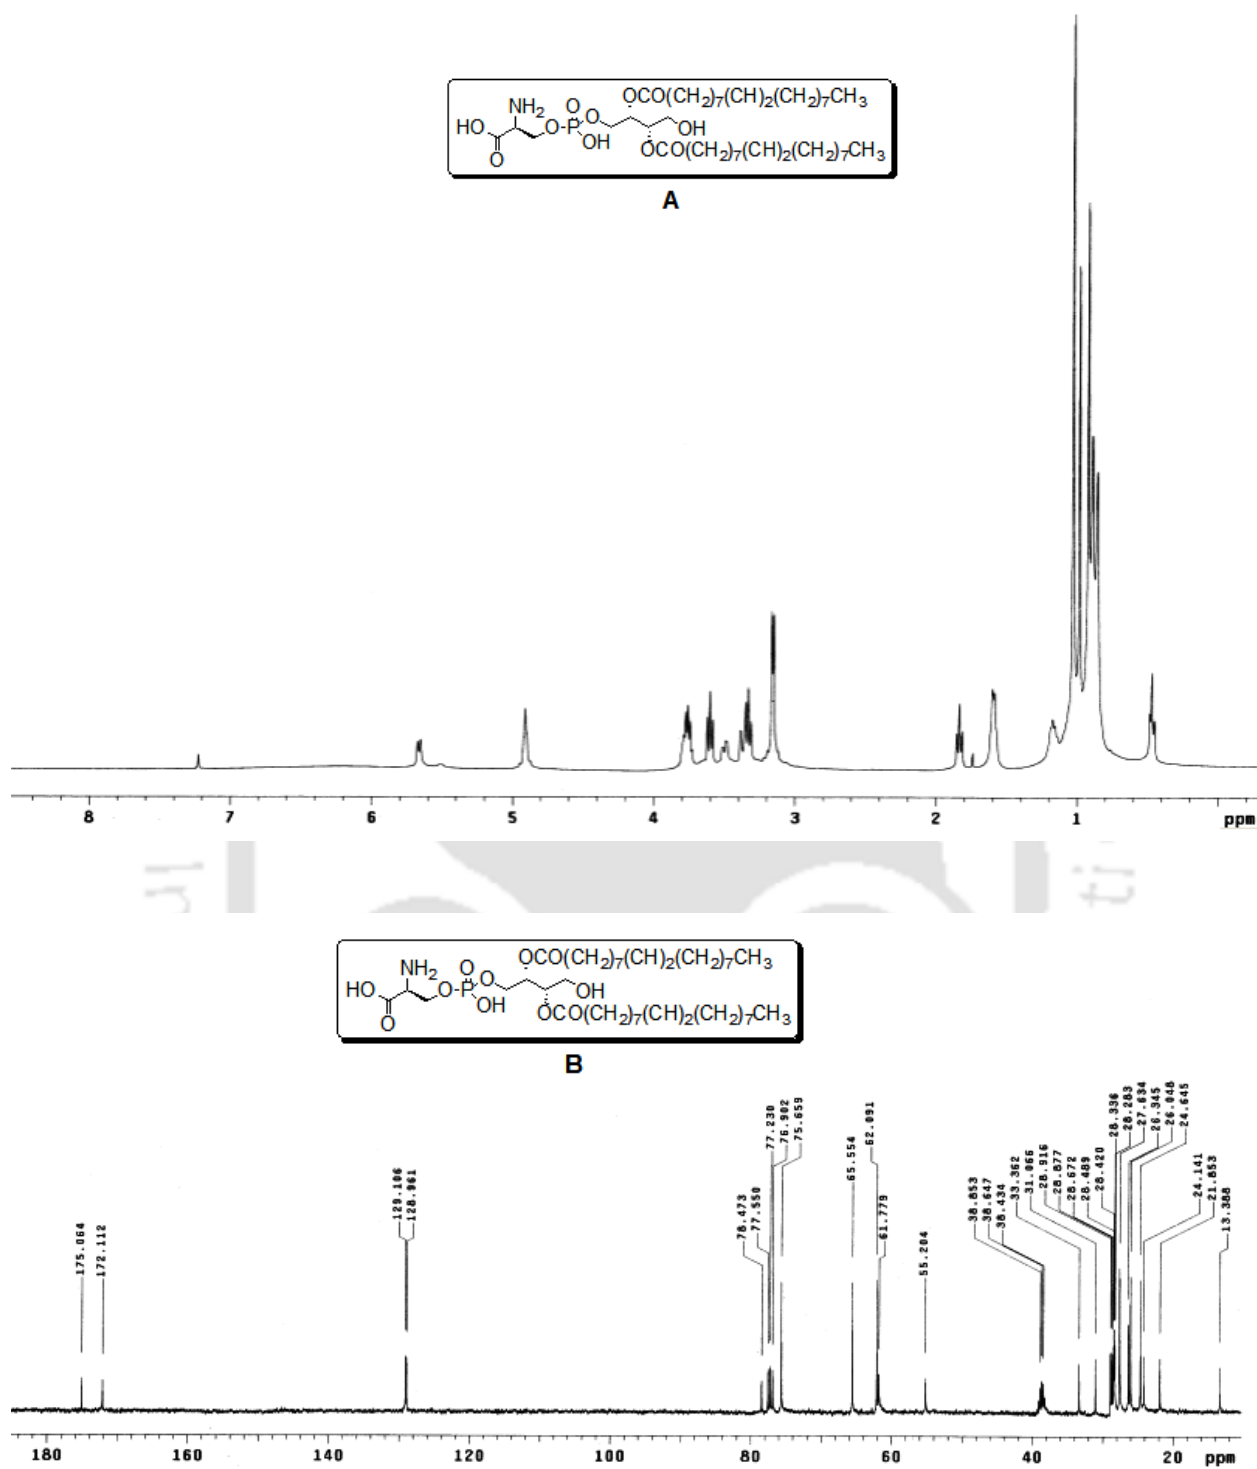 OCO(CH2)7(CH)2(CH2)7CH3
NH2 O
HO O-P O OH
OH
O OCO(CH2)7(CH)2(CH2)7CH3
A
8 7 6 5 4 3 2 1 ppm
OCO(CH2)7(CH)2(CH2)7CH3
NH2 O
HO O-P O OH
OH
O OCO(CH2)7(CH)2(CH2)7CH3
B
175.064
172.112
129.106
128.961
78.473
77.550
77.230
76.902
75.659
65.554
62.091
61.779
55.204
38.853
38.647
38.434
33.362
31.066
28.916
28.877
28.672
28.489
28.420
28.336
28.283
27.634
26.345
26.048
24.645
24.141
21.853
13.388
180 160 140 120 100 80 60 40 20 ppm